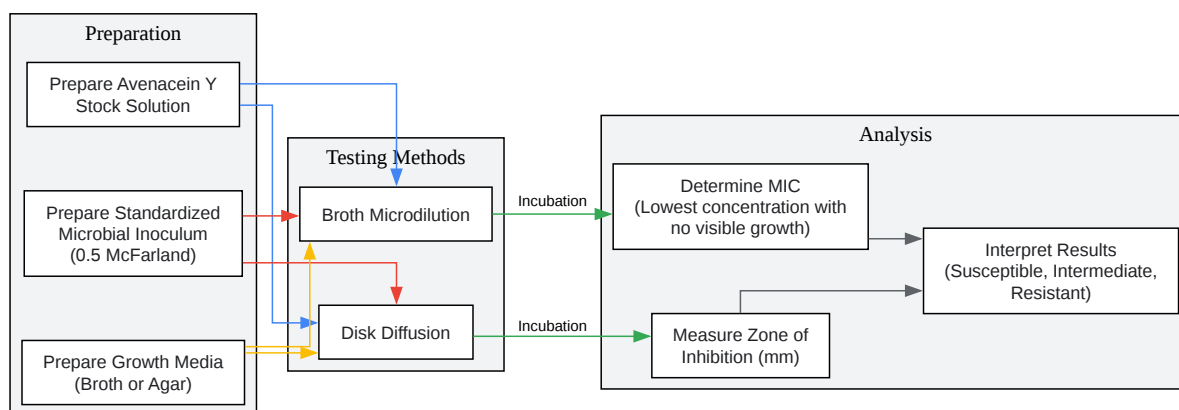 Preparation
Prepare Avenacein Y
Stock Solution
Prepare Standardized
Microbial Inoculum
(0.5 McFarland)
Prepare Growth Media
(Broth or Agar)
Testing Methods
Broth Microdilution
Disk Diffusion
Incubation
Incubation
Analysis
Determine MIC
(Lowest concentration with
no visible growth)
Measure Zone of
Inhibition (mm)
Interpret Results
(Susceptible, Intermediate,
Resistant)